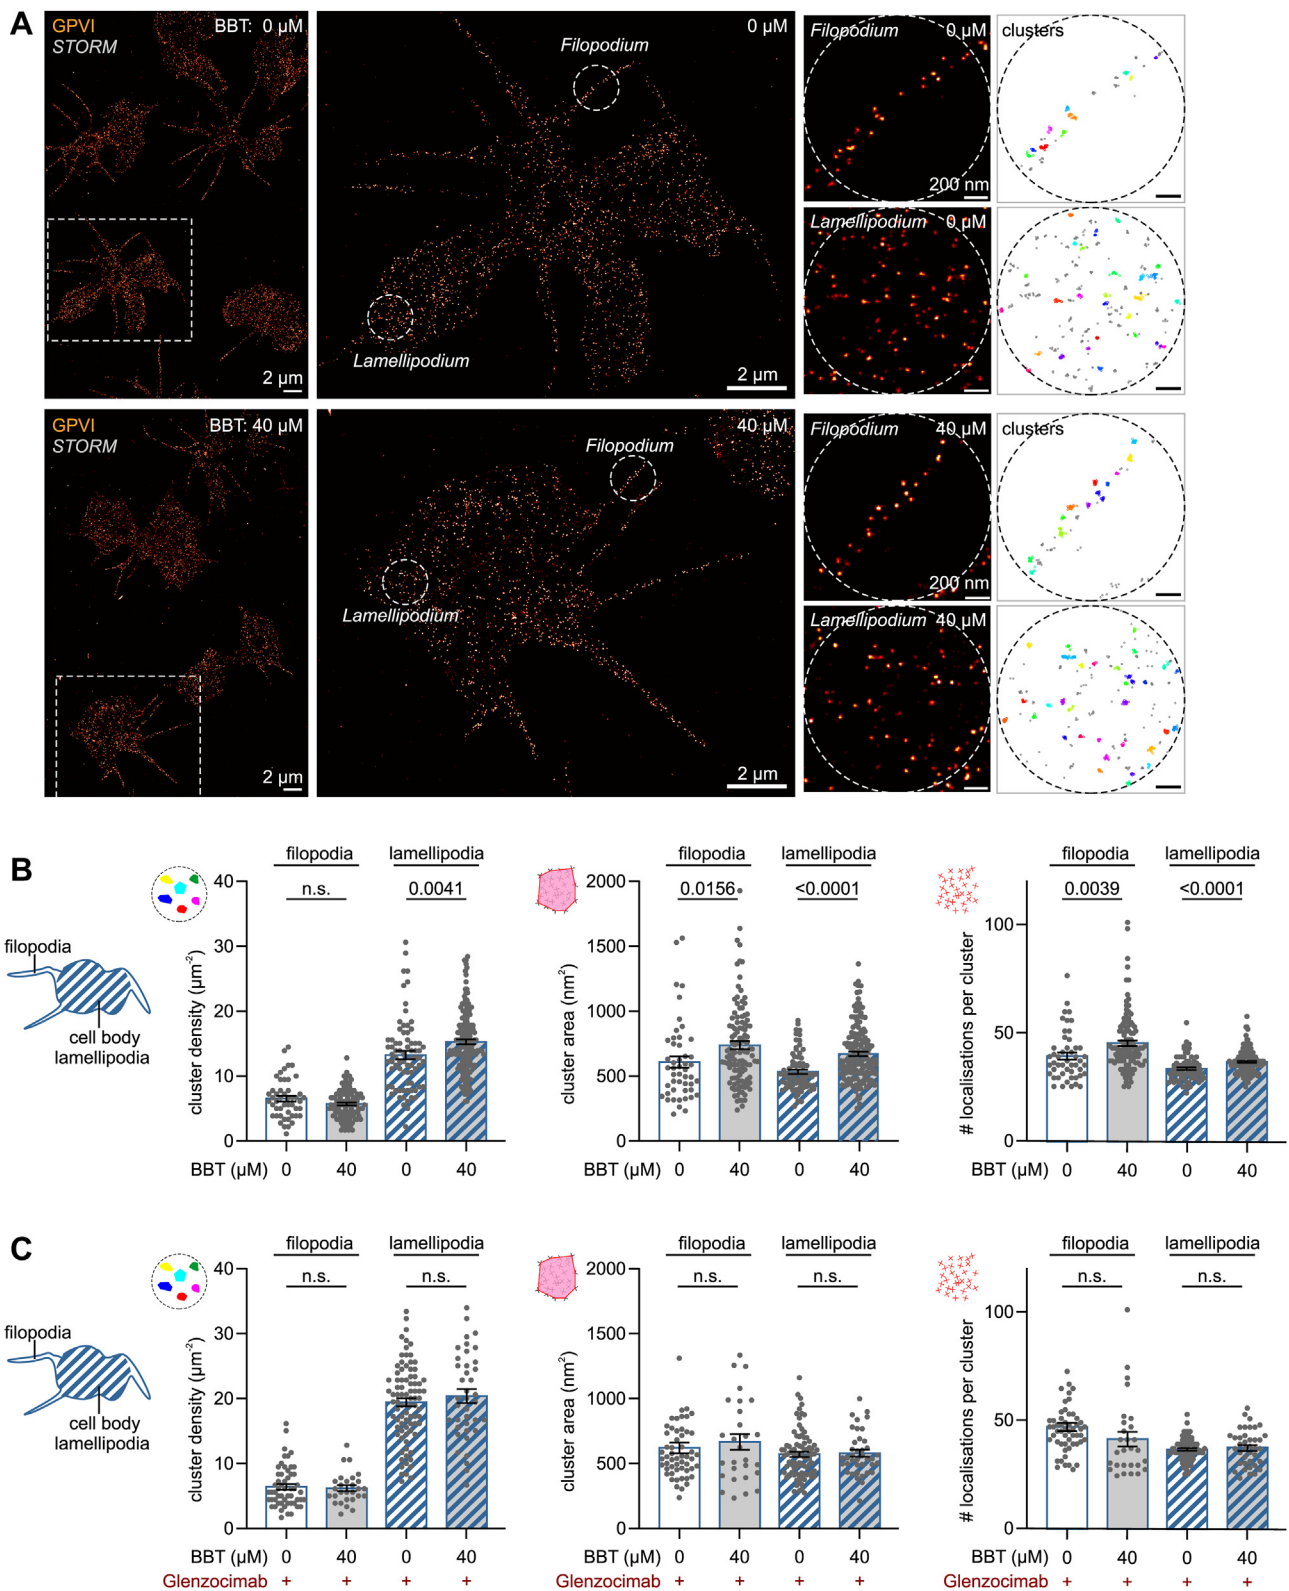 A
GPVI
STORM
BBT: 0 µM
2 µm
0 µM
Filopodium
Lamellipodium
2 µm
Filopodium 0 µM
200 nm
clusters
Lamellipodium 0 µM
GPVI
STORM
BBT: 40 µM
2 µm
40 µM
Filopodium
Lamellipodium
2 µm
Filopodium 40 µM
200 nm
clusters
Lamellipodium 40 µM
B
filopodia
cell body
lamellipodia
filopodia lamellipodia
n.s. 0.0041
cluster density (µm⁻²)
40
30
20
10
0
BBT (µM) 0 40 0 40
filopodia lamellipodia
0.0156 <0.0001
cluster area (nm²)
2000
1500
1000
500
0
BBT (µM) 0 40 0 40
filopodia lamellipodia
0.0039 <0.0001
# localisations per cluster
100
50
0
BBT (µM) 0 40 0 40
C
filopodia
cell body
lamellipodia
filopodia lamellipodia
n.s. n.s.
cluster density (µm⁻²)
40
30
20
10
0
BBT (µM) 0 40 0 40
Glenzocimab + + + +
filopodia lamellipodia
n.s. n.s.
cluster area (nm²)
2000
1500
1000
500
0
BBT (µM) 0 40 0 40
Glenzocimab + + + +
filopodia lamellipodia
n.s. n.s.
# localisations per cluster
100
50
0
BBT (µM) 0 40 0 40
Glenzocimab + + + +